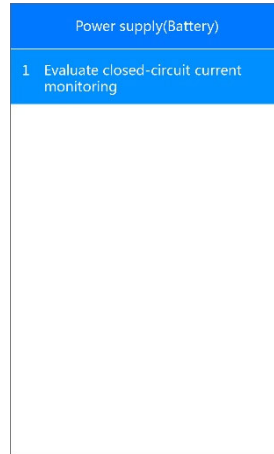 Power supply(Battery)
1 Evaluate closed-circuit current
monitoring